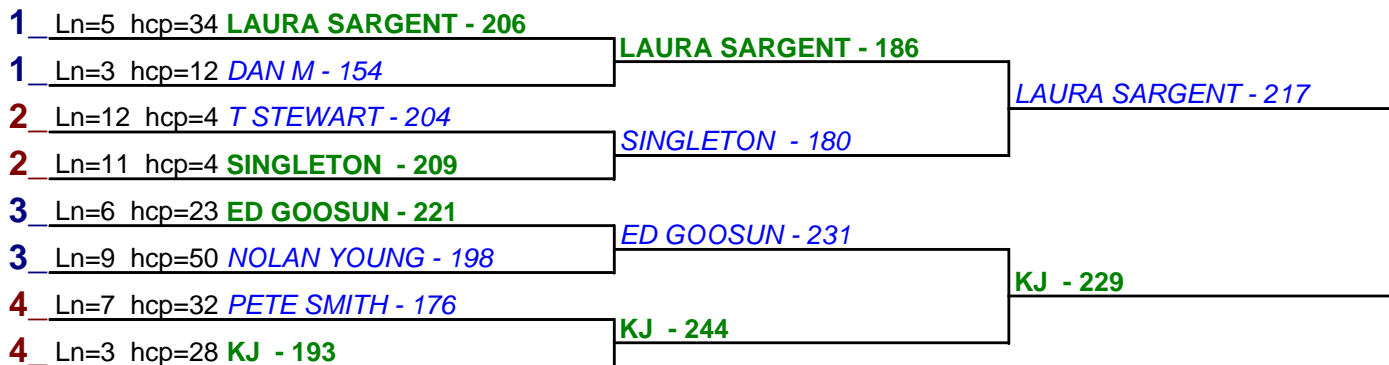 1_ Ln=5 hcp=34 LAURA SARGENT - 206
LAURA SARGENT - 186
1_ Ln=3 hcp=12 DAN M - 154
LAURA SARGENT - 217
2_ Ln=12 hcp=4 T STEWART - 204
SINGLETON - 180
2_ Ln=11 hcp=4 SINGLETON - 209
3_ Ln=6 hcp=23 ED GOOSUN - 221
ED GOOSUN - 231
3_ Ln=9 hcp=50 NOLAN YOUNG - 198
KJ - 229
4_ Ln=7 hcp=32 PETE SMITH - 176
KJ - 244
4_ Ln=3 hcp=28 KJ - 193